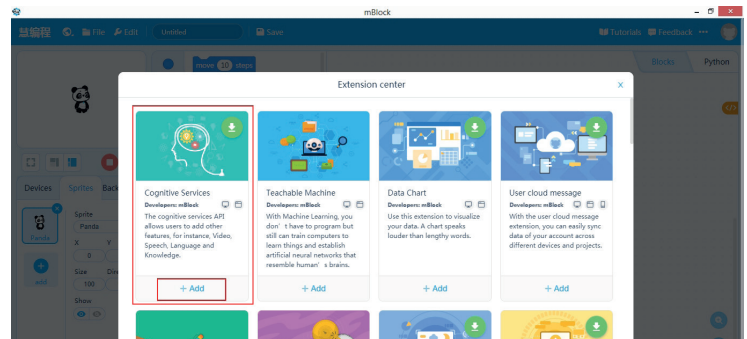 mBlock
慧编程 File Edit Untitled Save Tutorials Feedback
move 10 steps
Blocks Python
Extension center x
Cognitive Services
Developers: mBlock
The cognitive services API
allows users to add other
features, for instance, Video,
Speech, Language and
Knowledge.
+ Add
Teachable Machine
Developers: mBlock
With Machine Learning, you
don' t have to program but
still can train computers to
learn things and establish
artificial neural networks that
resemble human' s brains.
+ Add
Data Chart
Developers: mBlock
Use this extension to visualize
your data. A chart speaks
louder than lengthy words.
+ Add
User cloud message
Developers: mBlock
With the user cloud message
extension, you can easily sync
data of your account across
different devices and projects.
+ Add
Devices Sprites Back
Panda
add
Sprite
Panda
X Y
0
Size Dire
100
Show